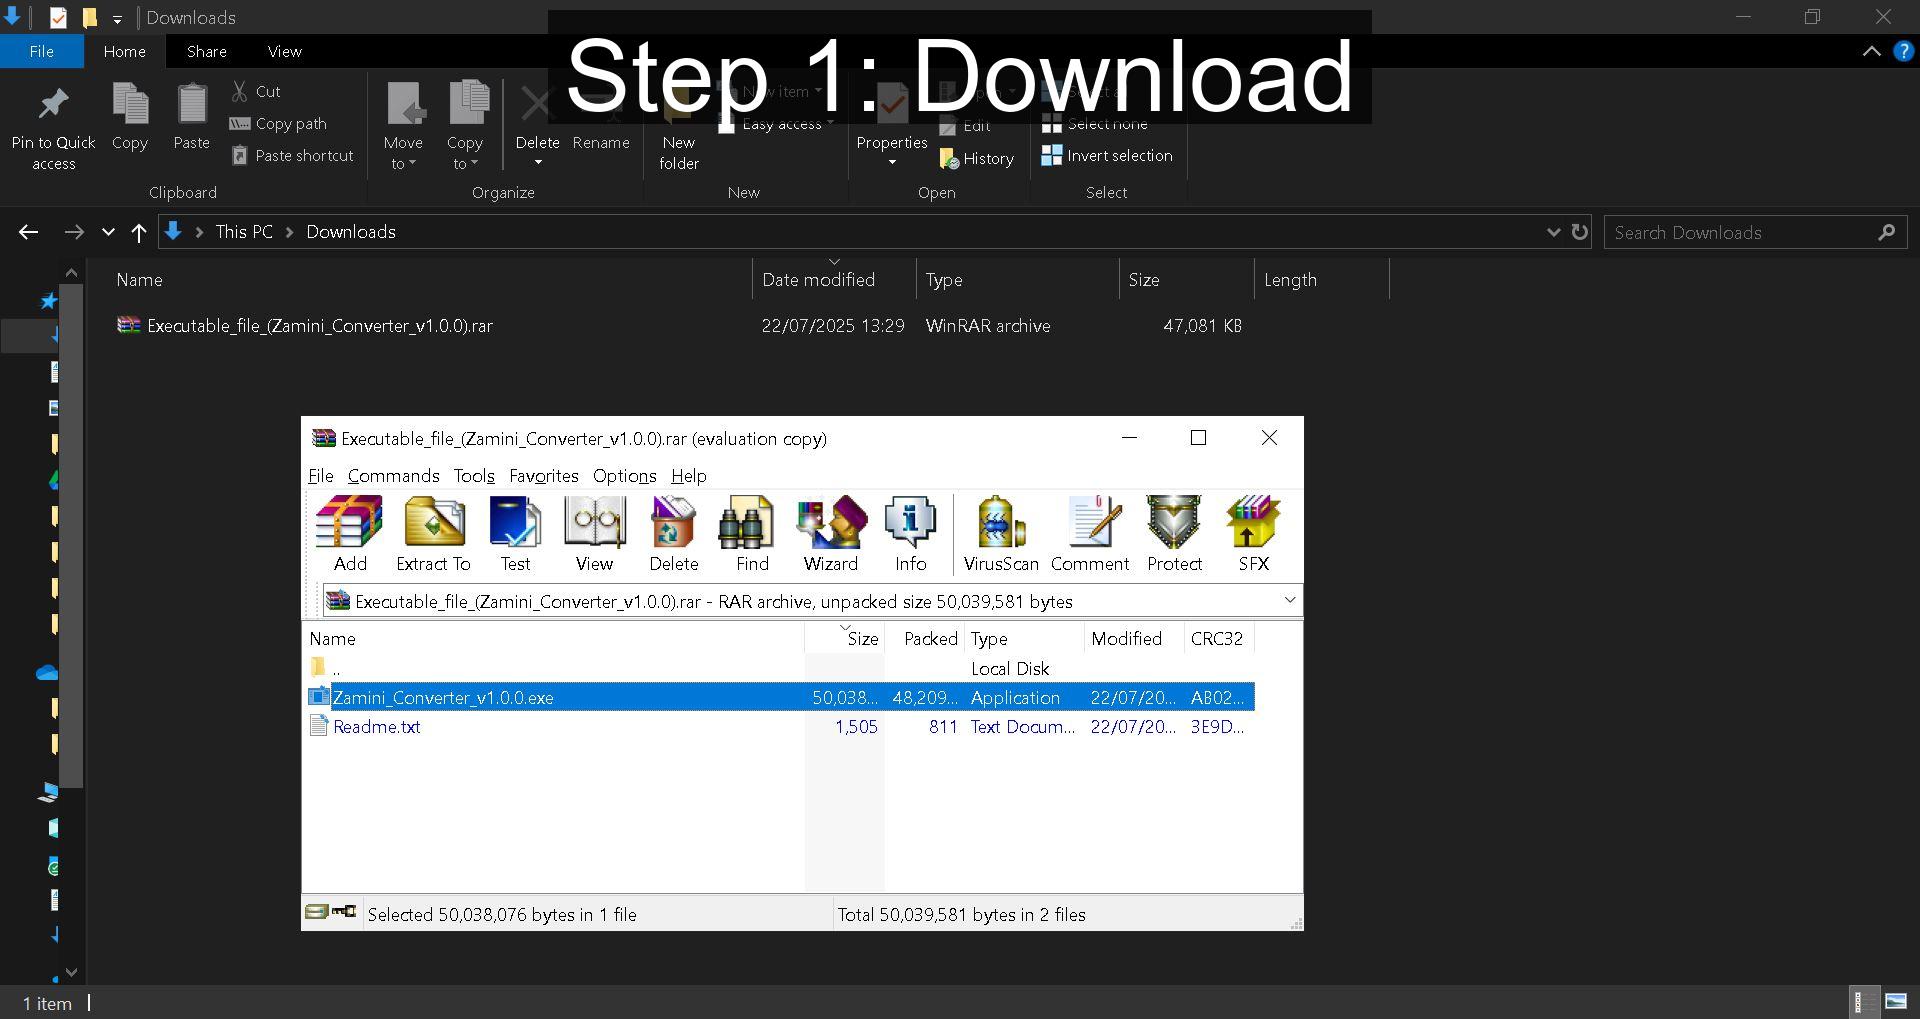 Downloads
Step 1: Download
File Home Share View
Pin to Quick access
Copy
Paste
Cut
Copy path
Paste shortcut
Clipboard
Move to
Copy to
Delete
Rename
Organize
New folder
New item
Easy access
New
Properties
Edit
History
Open
Select all
Select none
Invert selection
Select
This PC Downloads
Search Downloads
Name Date modified Type Size Length
Executable_file_(Zamini_Converter_v1.0.0).rar 22/07/2025 13:29 WinRAR archive 47,081 KB
Executable_file_(Zamini_Converter_v1.0.0).rar (evaluation copy)
File Commands Tools Favorites Options Help
Add Extract To Test View Delete Find Wizard Info VirusScan Comment Protect SFX
Executable_file_(Zamini_Converter_v1.0.0).rar - RAR archive, unpacked size 50,039,581 bytes
Name Size Packed Type Modified CRC32
.. Local Disk
Zamini_Converter_v1.0.0.exe 50,038... 48,209... Application 22/07/20... AB02...
Readme.txt 1,505 811 Text Docum... 22/07/20... 3E9D...
Selected 50,038,076 bytes in 1 file Total 50,039,581 bytes in 2 files
1 item